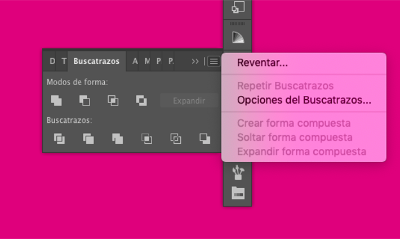 D T Buscatrazos A M P P.
Modos de forma:
Expandir
Buscatrazos:
Reventar...
Repetir Buscatrazos
Opciones del Buscatrazos...
Crear forma compuesta
Soltar forma compuesta
Expandir forma compuesta